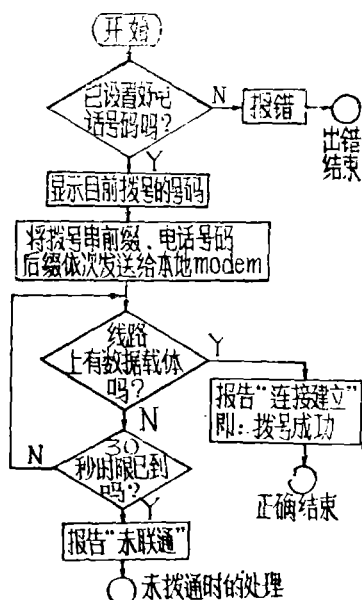 开始
已设置好电
话号码吗?
N
报错
出错
结束
Y
显示目前拨号的号码
将拨号串前缀、电话号码
后缀依次发送给本地modem
线路
上有数据载体
吗?
Y
报告“连接建立”
即:拨号成功
正确结束
N
30
秒时限已到
吗?
N
Y
报告“未联通”
未拨通时的处理